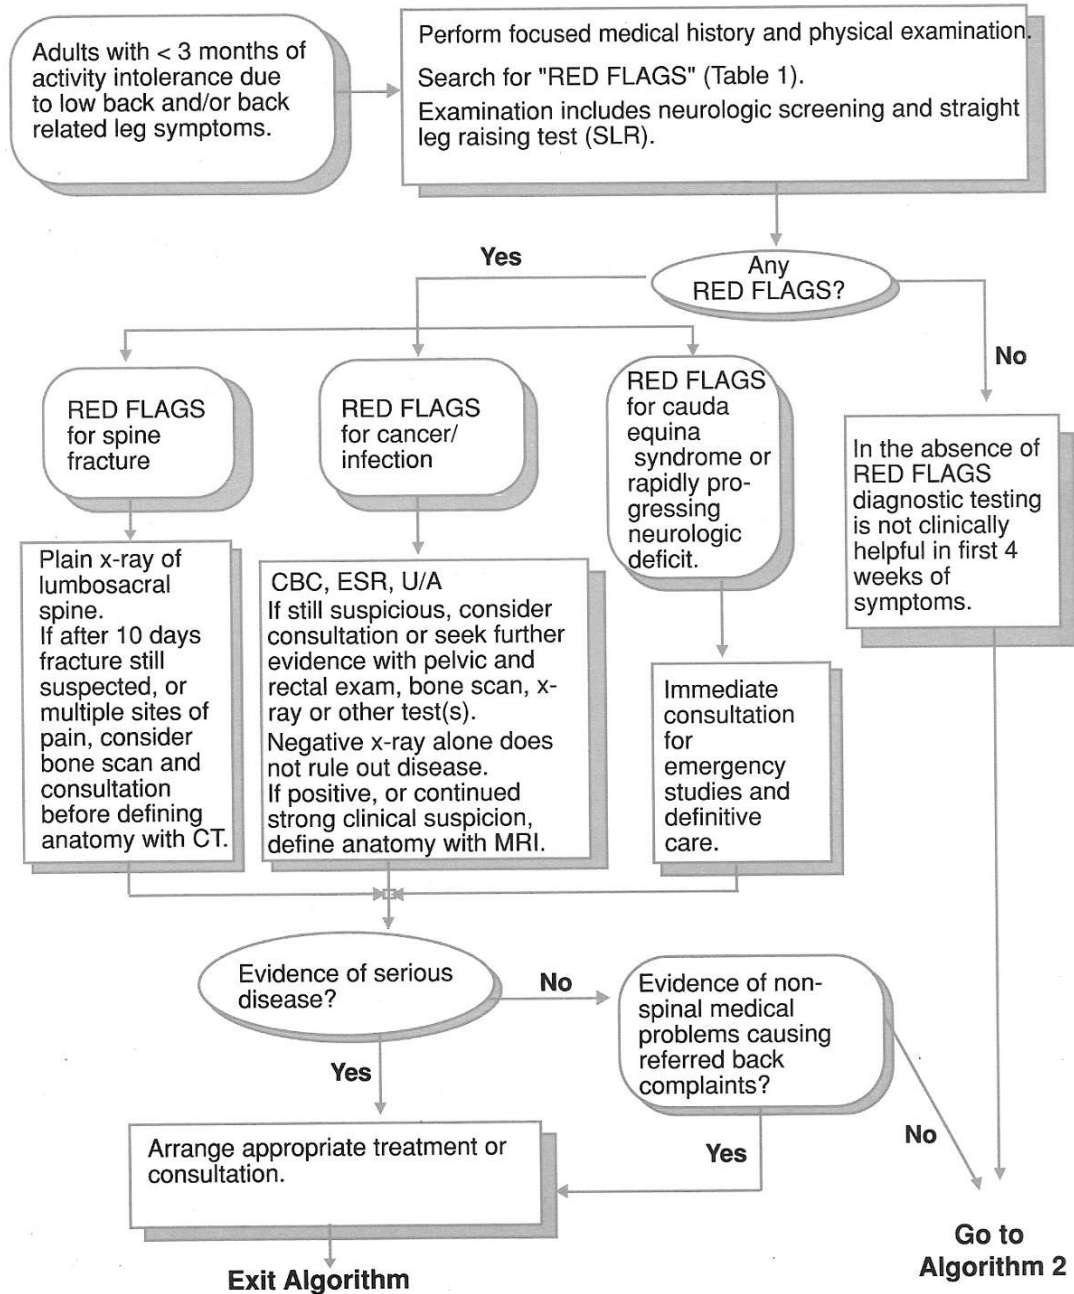 Adults with < 3 months of
activity intolerance due
to low back and/or back
related leg symptoms.
Perform focused medical history and physical examination.
Search for "RED FLAGS" (Table 1).
Examination includes neurologic screening and straight
leg raising test (SLR).
Any
RED FLAGS?
Yes
No
RED FLAGS
for spine
fracture
RED FLAGS
for cancer/
infection
RED FLAGS
for cauda
equina
syndrome or
rapidly pro-
gressing
neurologic
deficit.
In the absence of
RED FLAGS
diagnostic testing
is not clinically
helpful in first 4
weeks of
symptoms.
Plain x-ray of
lumbosacral
spine.
If after 10 days
fracture still
suspected, or
multiple sites of
pain, consider
bone scan and
consultation
before defining
anatomy with CT.
CBC, ESR, U/A
If still suspicious, consider
consultation or seek further
evidence with pelvic and
rectal exam, bone scan, x-
ray or other test(s).
Negative x-ray alone does
not rule out disease.
If positive, or continued
strong clinical suspicion,
define anatomy with MRI.
Immediate
consultation
for
emergency
studies and
definitive
care.
Evidence of serious
disease?
No
Yes
Evidence of non-
spinal medical
problems causing
referred back
complaints?
Yes
No
Arrange appropriate treatment or
consultation.
Exit Algorithm
Go to
Algorithm 2